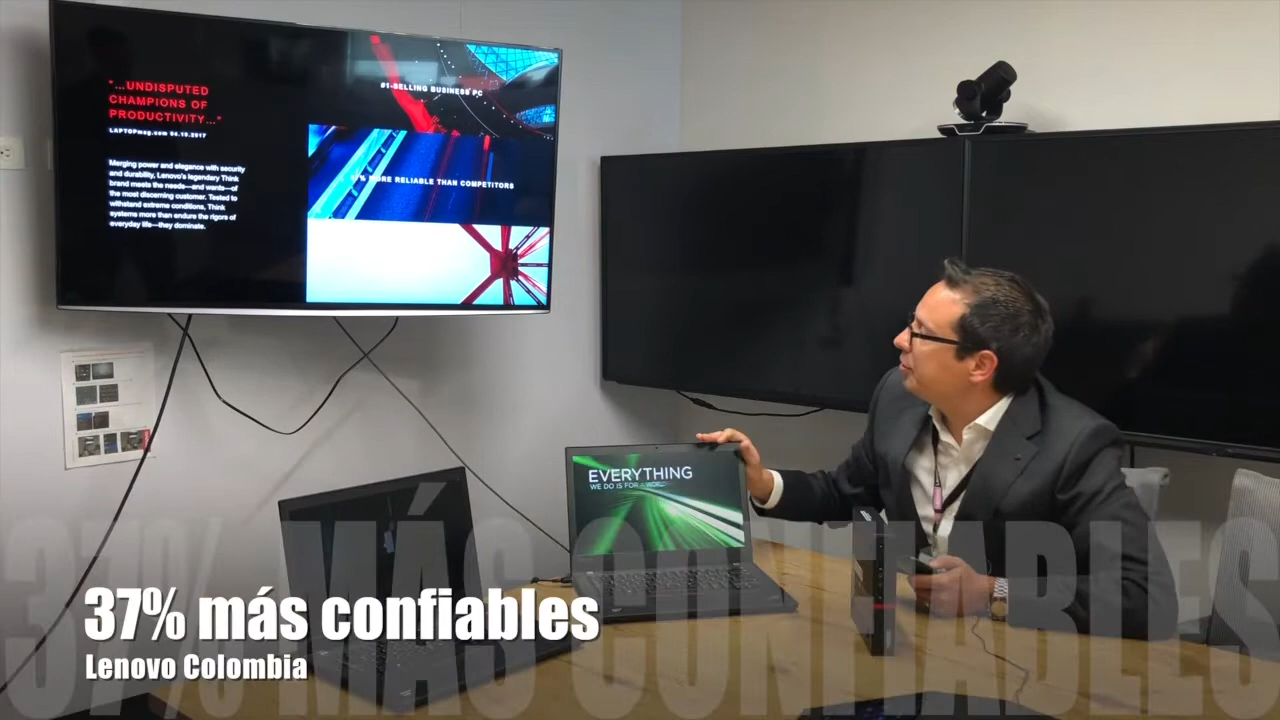 "...UNDISPUTED
CHAMPIONS OF
PRODUCTIVITY..."
LAPTOPmag.com 04.10.2017
Merging power and elegance with security
and durability, Lenovo's legendary Think
brand meets the needs—and wants—of
the most discerning customer. Tested to
withstand extreme conditions, Think
systems more than endure the rigors of
everyday life—they dominate.
#1-SELLING BUSINESS PC
MORE RELIABLE THAN COMPETITORS
EVERYTHING
WE DO IS FOR A
37% MÁS CONFIABLES
37% más confiables
Lenovo Colombia